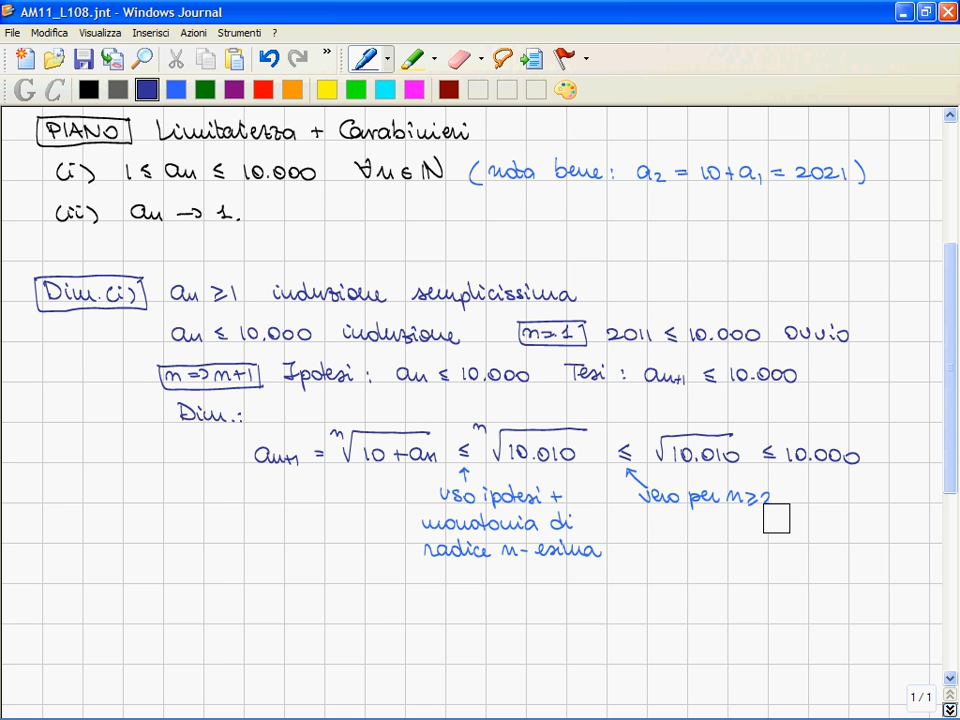 AM11_L108.jnt - Windows Journal
File Modifica Visualizza Inserisci Azioni Strumenti ?
G C
PIANO Limitatezza + Carabinieri
(i) 1 ≤ an ≤ 10.000 ∀n∈ℕ (nota bene: a₂ = 10+a₁ = 2021)
(ii) an → 1.
Dim.(i) an ≥ 1 induzione semplicissima
an ≤ 10.000 induzione n=1 2011 ≤ 10.000 ovvio
n => n+1 Ipotesi: an ≤ 10.000 Tesi: an+1 ≤ 10.000
Dim.:
an+1 = ⁿ√10+an ≤ ⁿ√10.010 ≤ √10.010 ≤ 10.000
uso ipotesi + vero per n≥2
monotonia di
radice n-esima
1 / 1